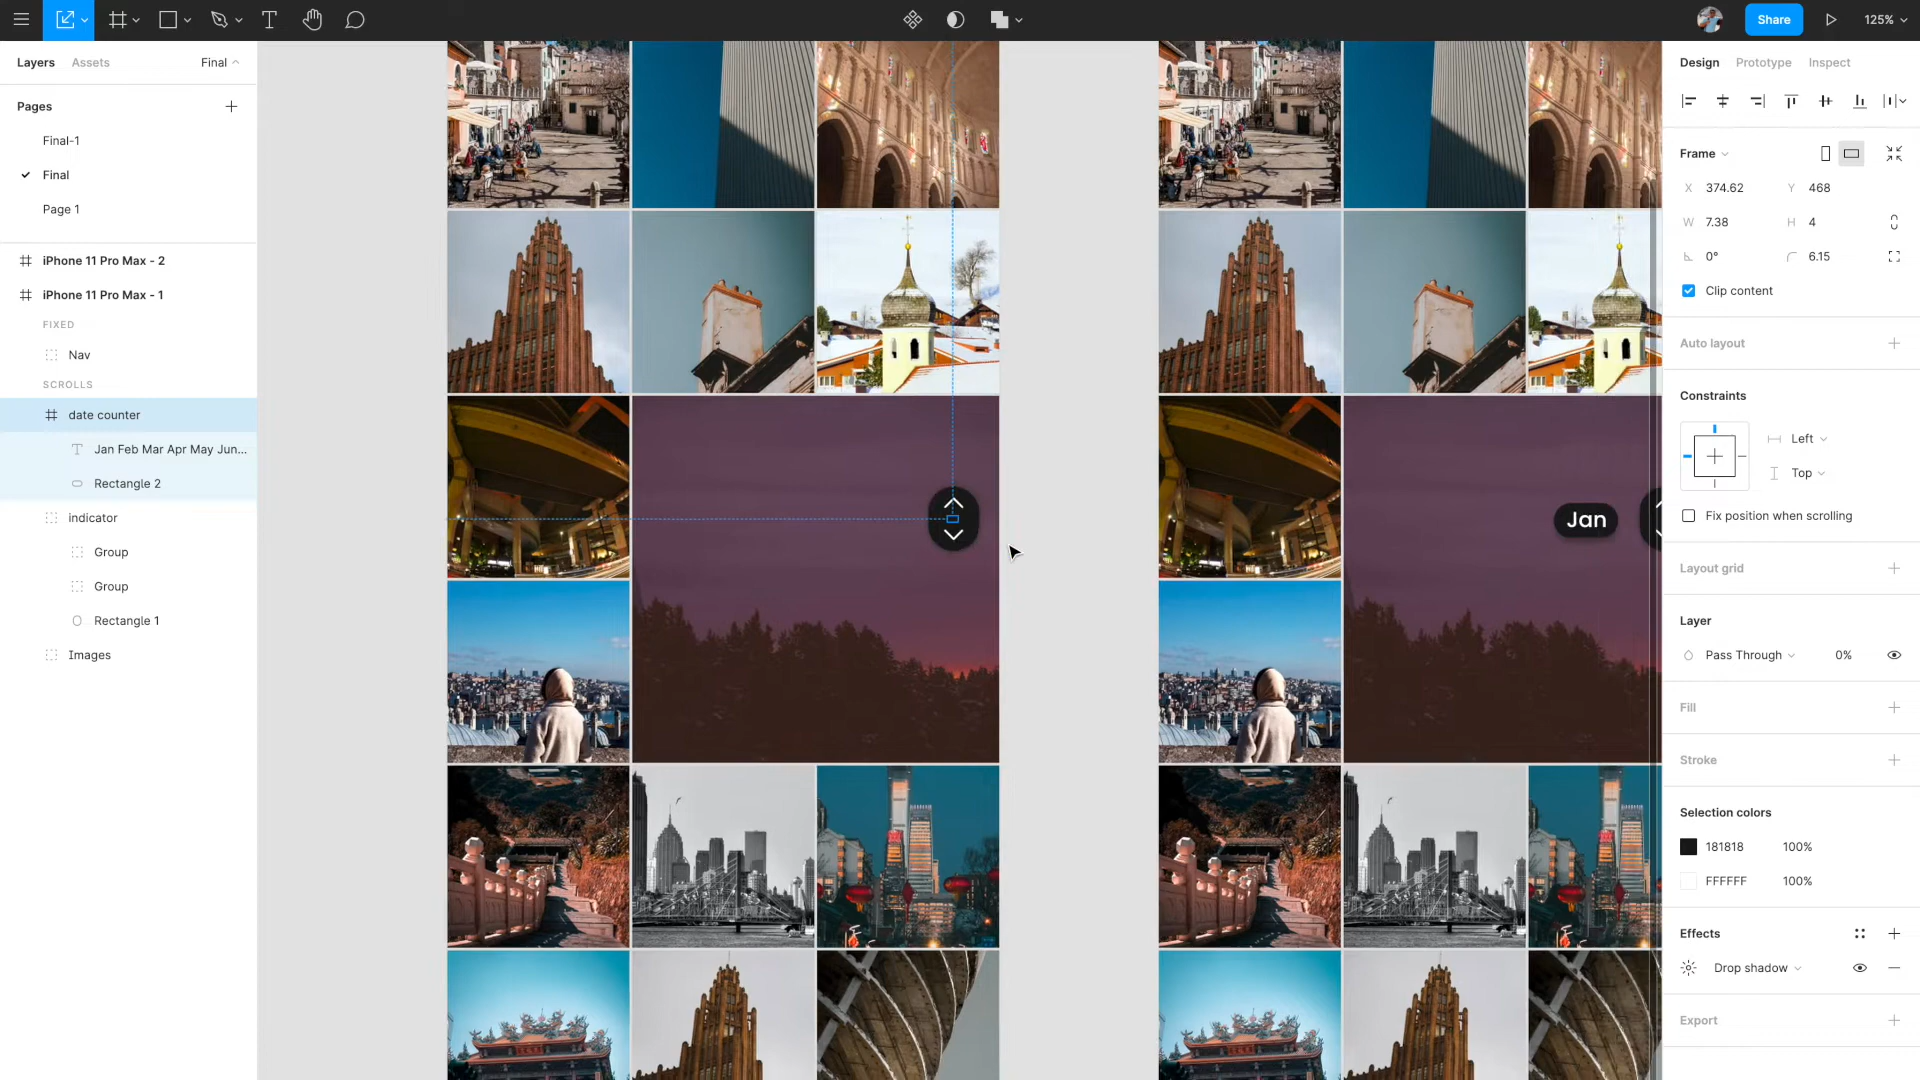 Share
125%
Layers
Assets
Final
Pages
Final-1
Final
Page 1
iPhone 11 Pro Max - 2
iPhone 11 Pro Max - 1
FIXED
Nav
SCROLLS
date counter
Jan Feb Mar Apr May Jun...
Rectangle 2
indicator
Group
Group
Rectangle 1
Images
Jan
Design
Prototype
Inspect
Frame
X 374.62 Y 468
W 7.38 H 4
0° 6.15
Clip content
Auto layout
Constraints
Left
Top
Fix position when scrolling
Layout grid
Layer
Pass Through 0%
Fill
Stroke
Selection colors
181818 100%
FFFFFF 100%
Effects
Drop shadow
Export